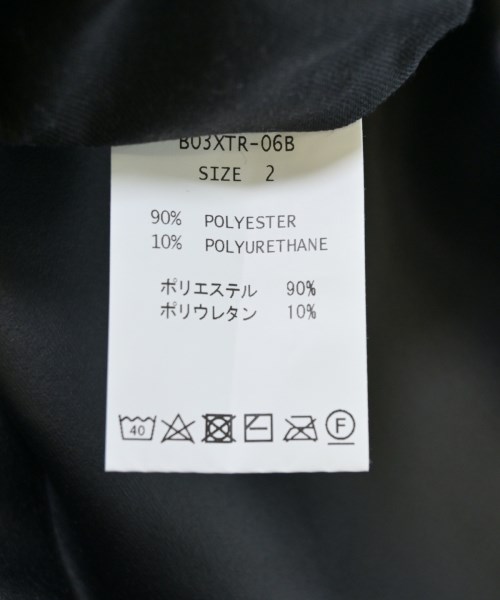 B03XTR-06B
SIZE 2
90% POLYESTER
10% POLYURETHANE
ポリエステル 90%
ポリウレタン 10%
40
F